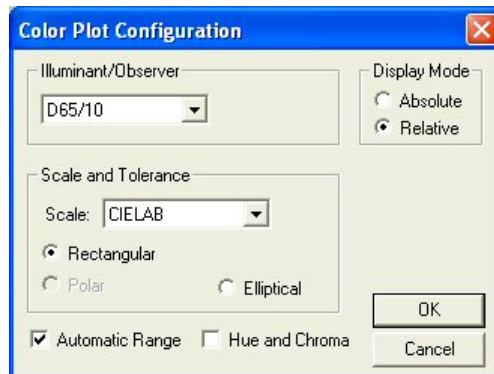 Color Plot Configuration
Illuminant/Observer
D65/10
Display Mode
Absolute
Relative
Scale and Tolerance
Scale: CIELAB
Rectangular
Polar Elliptical
Automatic Range Hue and Chroma
OK
Cancel